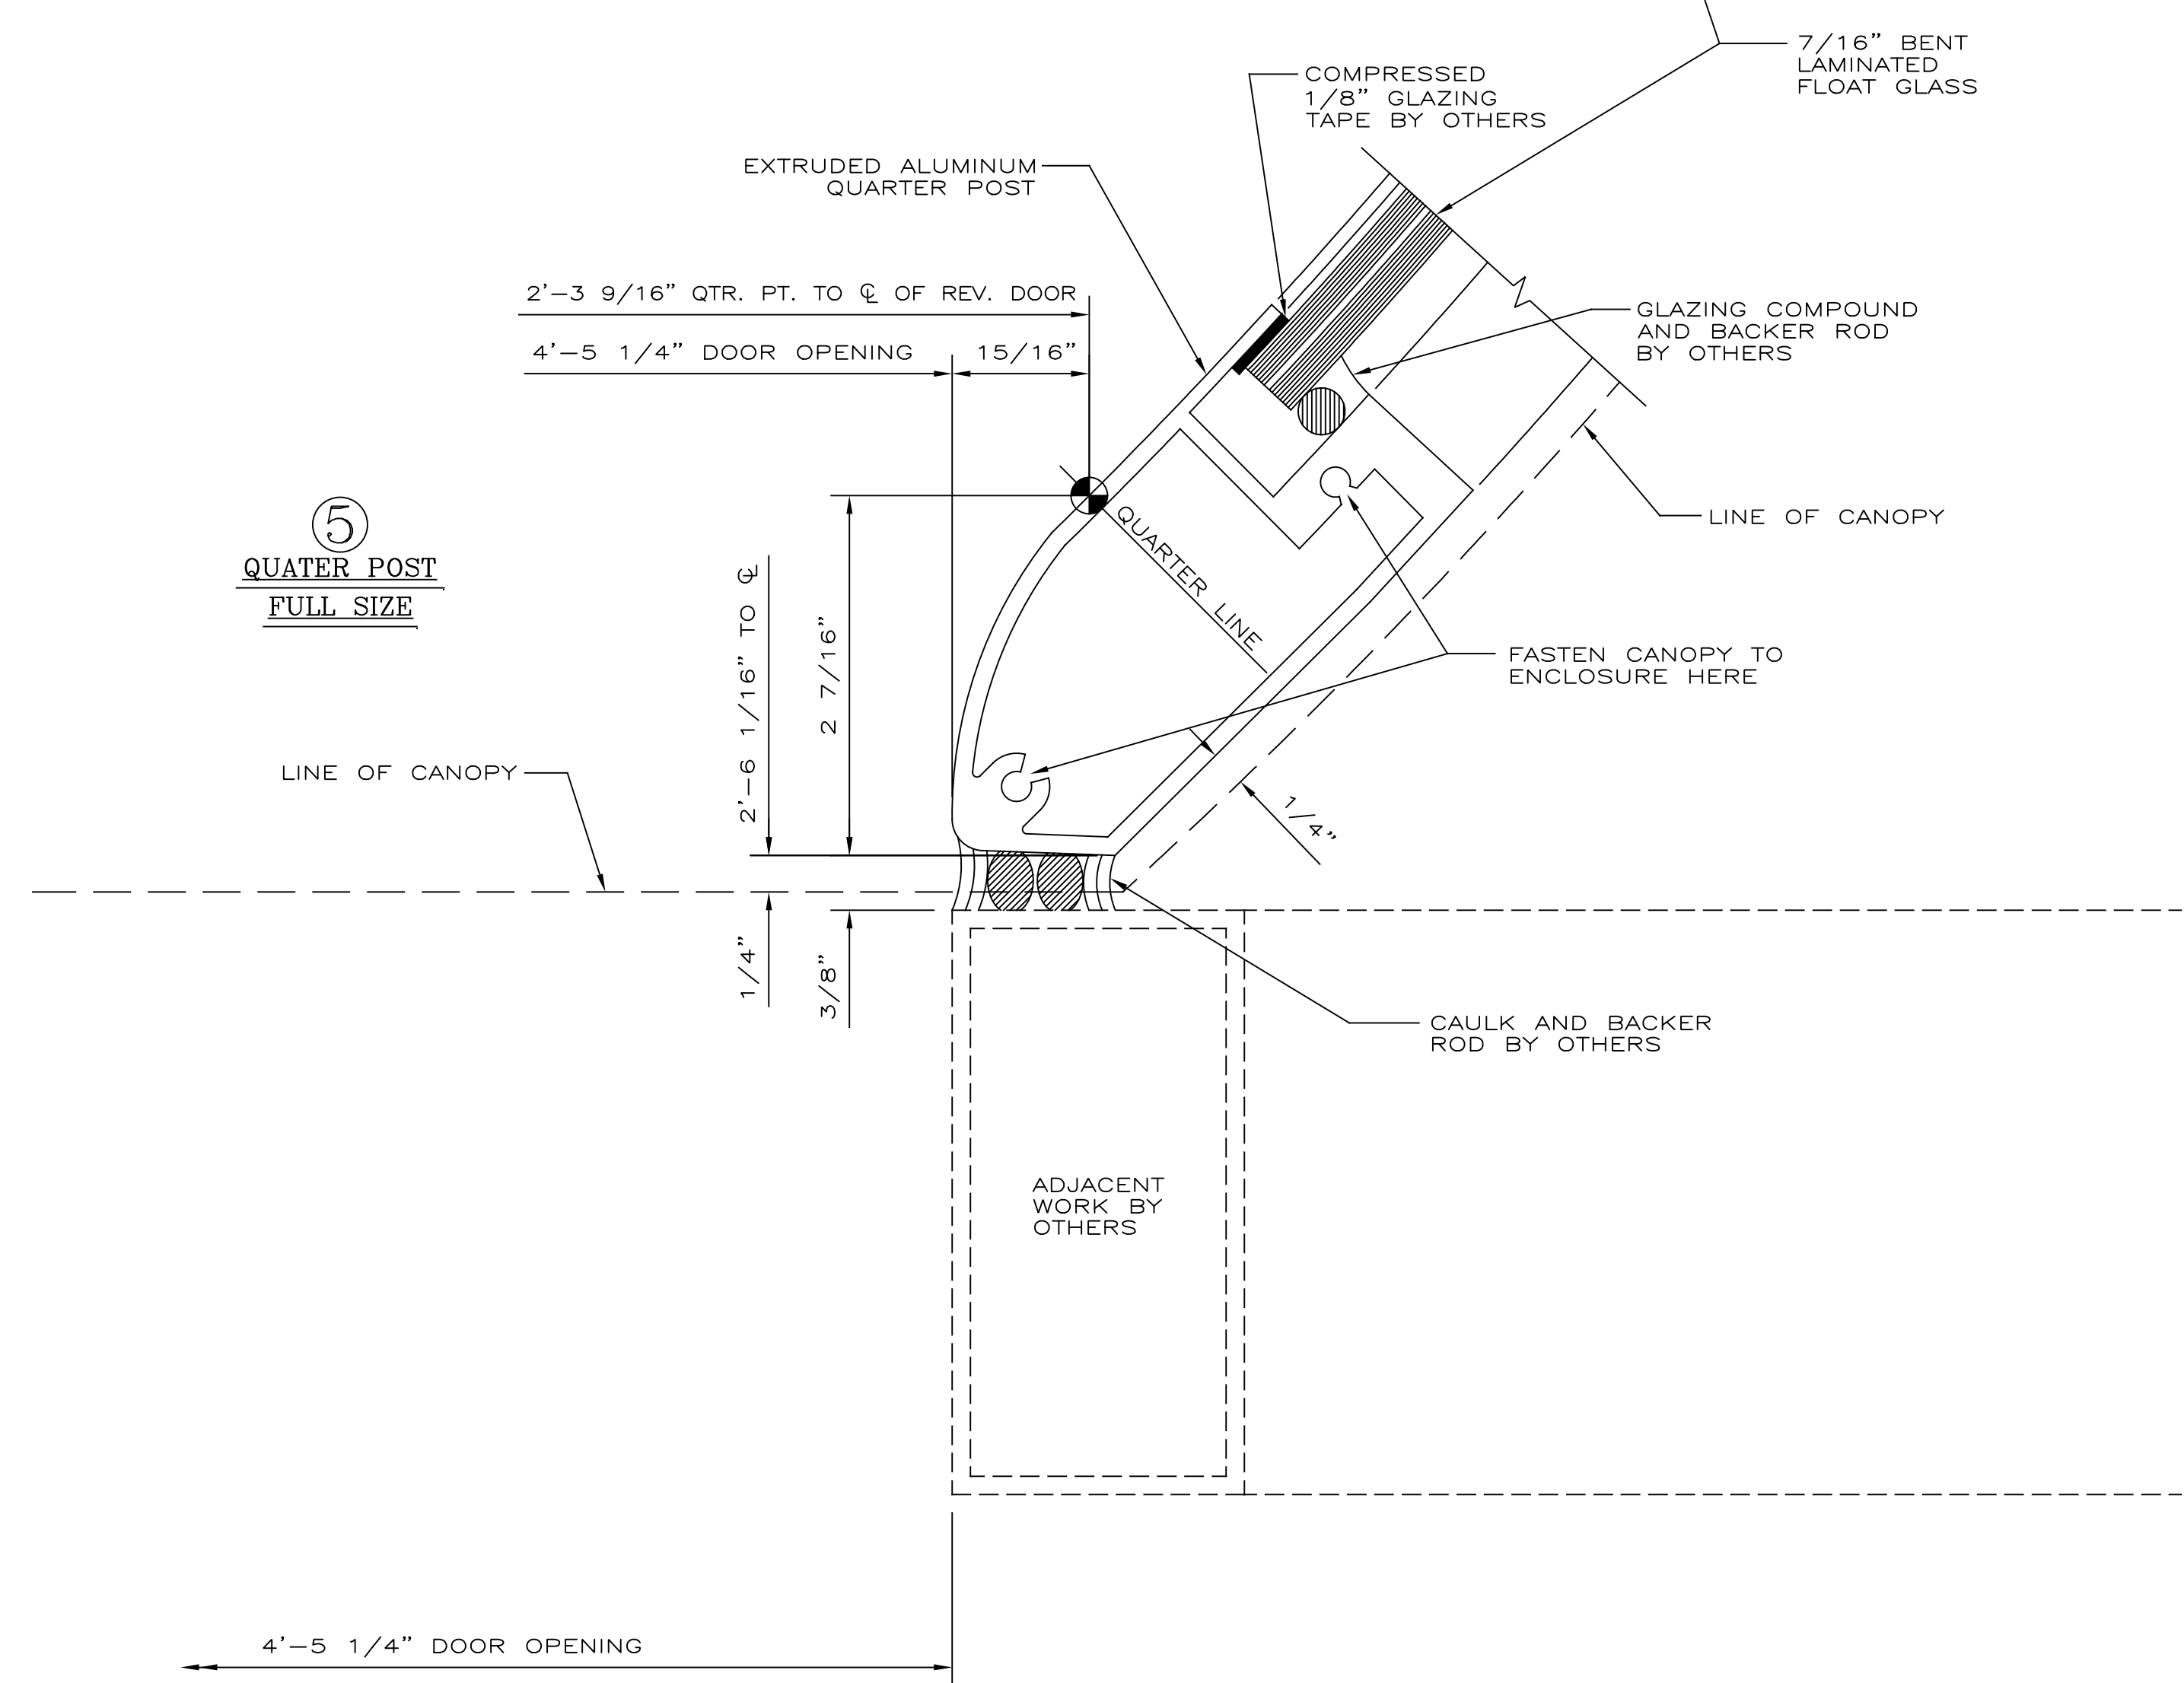 7/16" BENT
LAMINATED
FLOAT GLASS
COMPRESSED
1/8" GLAZING
TAPE BY OTHERS
EXTRUDED ALUMINUM
QUARTER POST
2'-3 9/16" QTR. PT. TO ℄ OF REV. DOOR
4'-5 1/4" DOOR OPENING
15/16"
GLAZING COMPOUND
AND BACKER ROD
BY OTHERS
5
QUATER POST
FULL SIZE
LINE OF CANOPY
QUARTER LINE
2'-6 1/16" TO ℄
2 7/16"
FASTEN CANOPY TO
ENCLOSURE HERE
LINE OF CANOPY
1/4"
1/4"
3/8"
CAULK AND BACKER
ROD BY OTHERS
ADJACENT
WORK BY
OTHERS
4'-5 1/4" DOOR OPENING